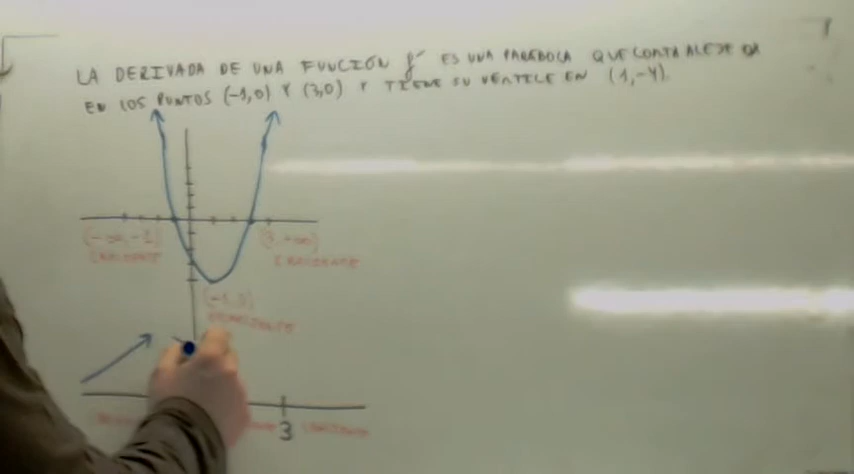 LA DERIVADA DE UNA FUNCIÓN f' ES UNA PARÁBOLA QUE CORTA AL EJE OX
EN LOS PUNTOS (-1,0) Y (3,0) Y TIENE SU VÉRTICE EN (1,-4)
(-∞,-1) (3,-∞)
CRECIENTE CRECIENTE
(-1,3)
DECRECIENTE
3
CRECIENTE